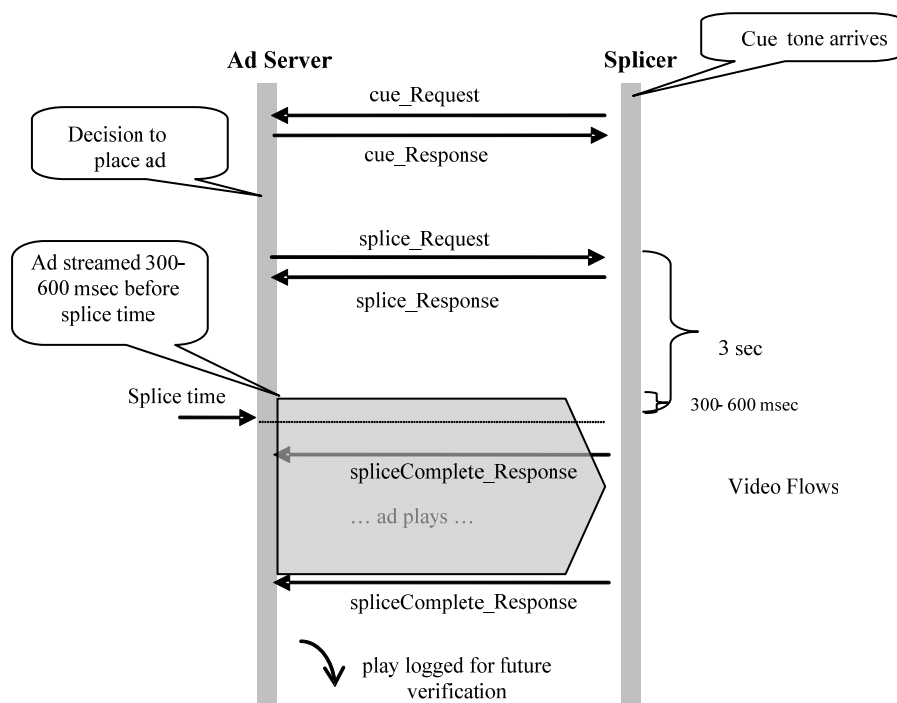 Cue tone arrives
Ad Server
Splicer
cue_Request
Decision to
place ad
cue_Response
splice_Request
Ad streamed 300-
600 msec before
splice time
splice_Response
3 sec
Splice time
300- 600 msec
spliceComplete_Response
Video Flows
… ad plays …
spliceComplete_Response
play logged for future
verification